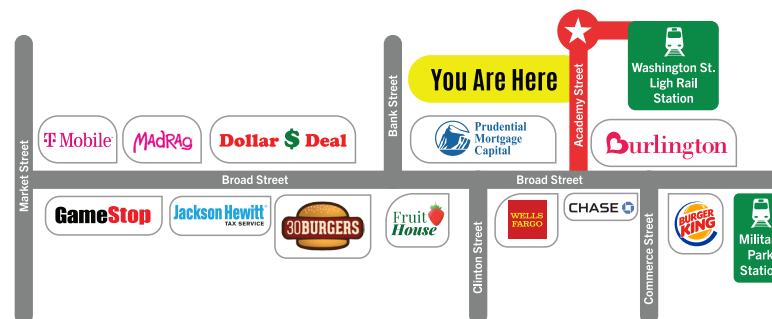 You Are Here
Washington St.
Ligh Rail
Station
Market Street
Bank Street
Academy Street
T Mobile
MADRAG
Dollar $ Deal
Prudential
Mortgage
Capital
Burlington
Broad Street
Broad Street
GameStop
Jackson Hewitt
TAX SERVICE
30BURGERS
Fruit
House
Clinton Street
WELLS
FARGO
CHASE
Commerce Street
BURGER
KING
Milita
Park
Statio